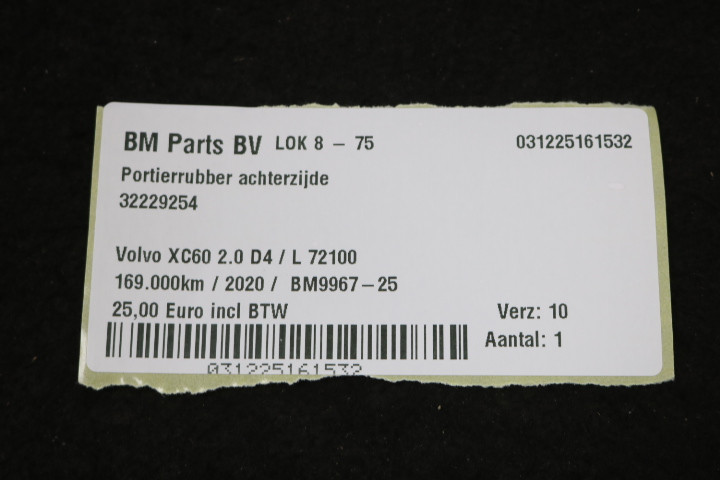 BM Parts BV LOK 8 - 75 031225161532
Portierrubber achterzijde
32229254
Volvo XC60 2.0 D4 / L 72100
169.000km / 2020 / BM9967-25
25,00 Euro incl BTW Verz: 10
Aantal: 1
031225161532